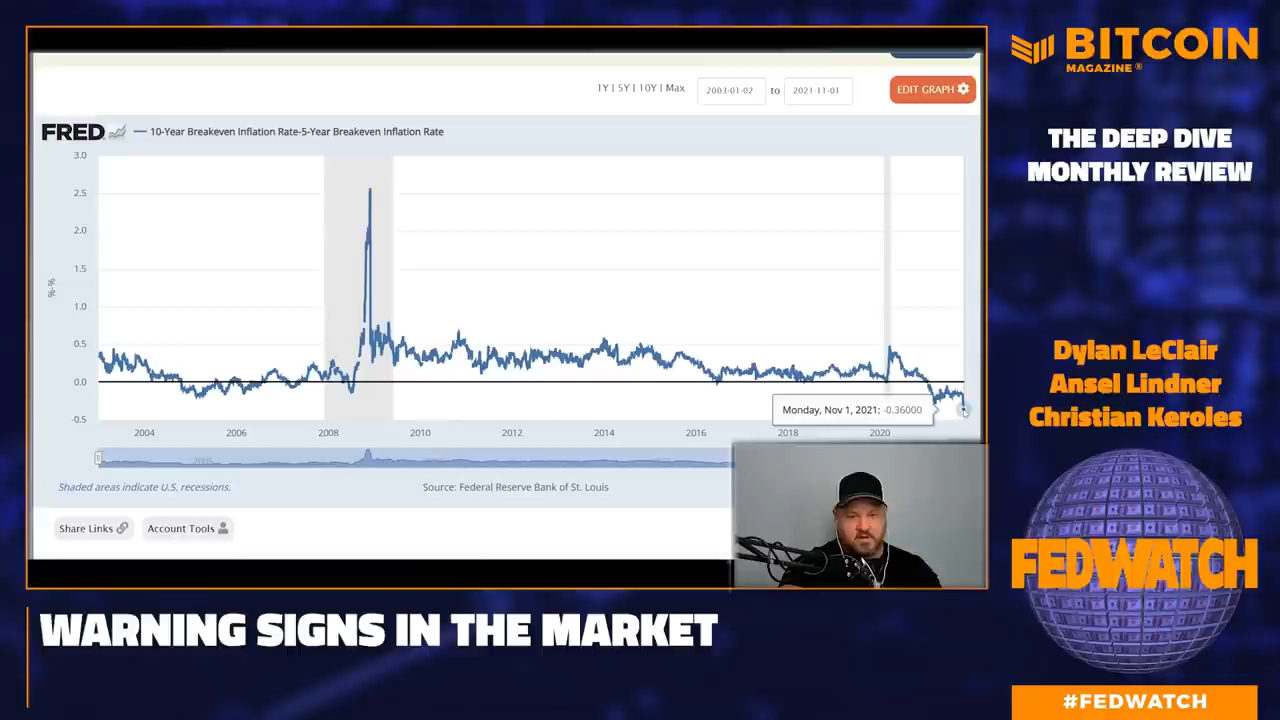 1Y | 5Y | 10Y | Max 2003-01-02 to 2021-11-01 EDIT GRAPH
FRED 10-Year Breakeven Inflation Rate-5-Year Breakeven Inflation Rate
3.0
2.5
2.0
1.5
1.0
0.5
0.0
-0.5
%-%
Monday, Nov 1, 2021: -0.36000
2004 2006 2008 2010 2012 2014 2016 2018 2020
2005
Shaded areas indicate U.S. recessions. Source: Federal Reserve Bank of St. Louis
Share Links Account Tools
BITCOIN
MAGAZINE®
THE DEEP DIVE
MONTHLY REVIEW
Dylan LeClair
Ansel Lindner
Christian Keroles
FEDWATCH
#FEDWATCH
WARNING SIGNS IN THE MARKET